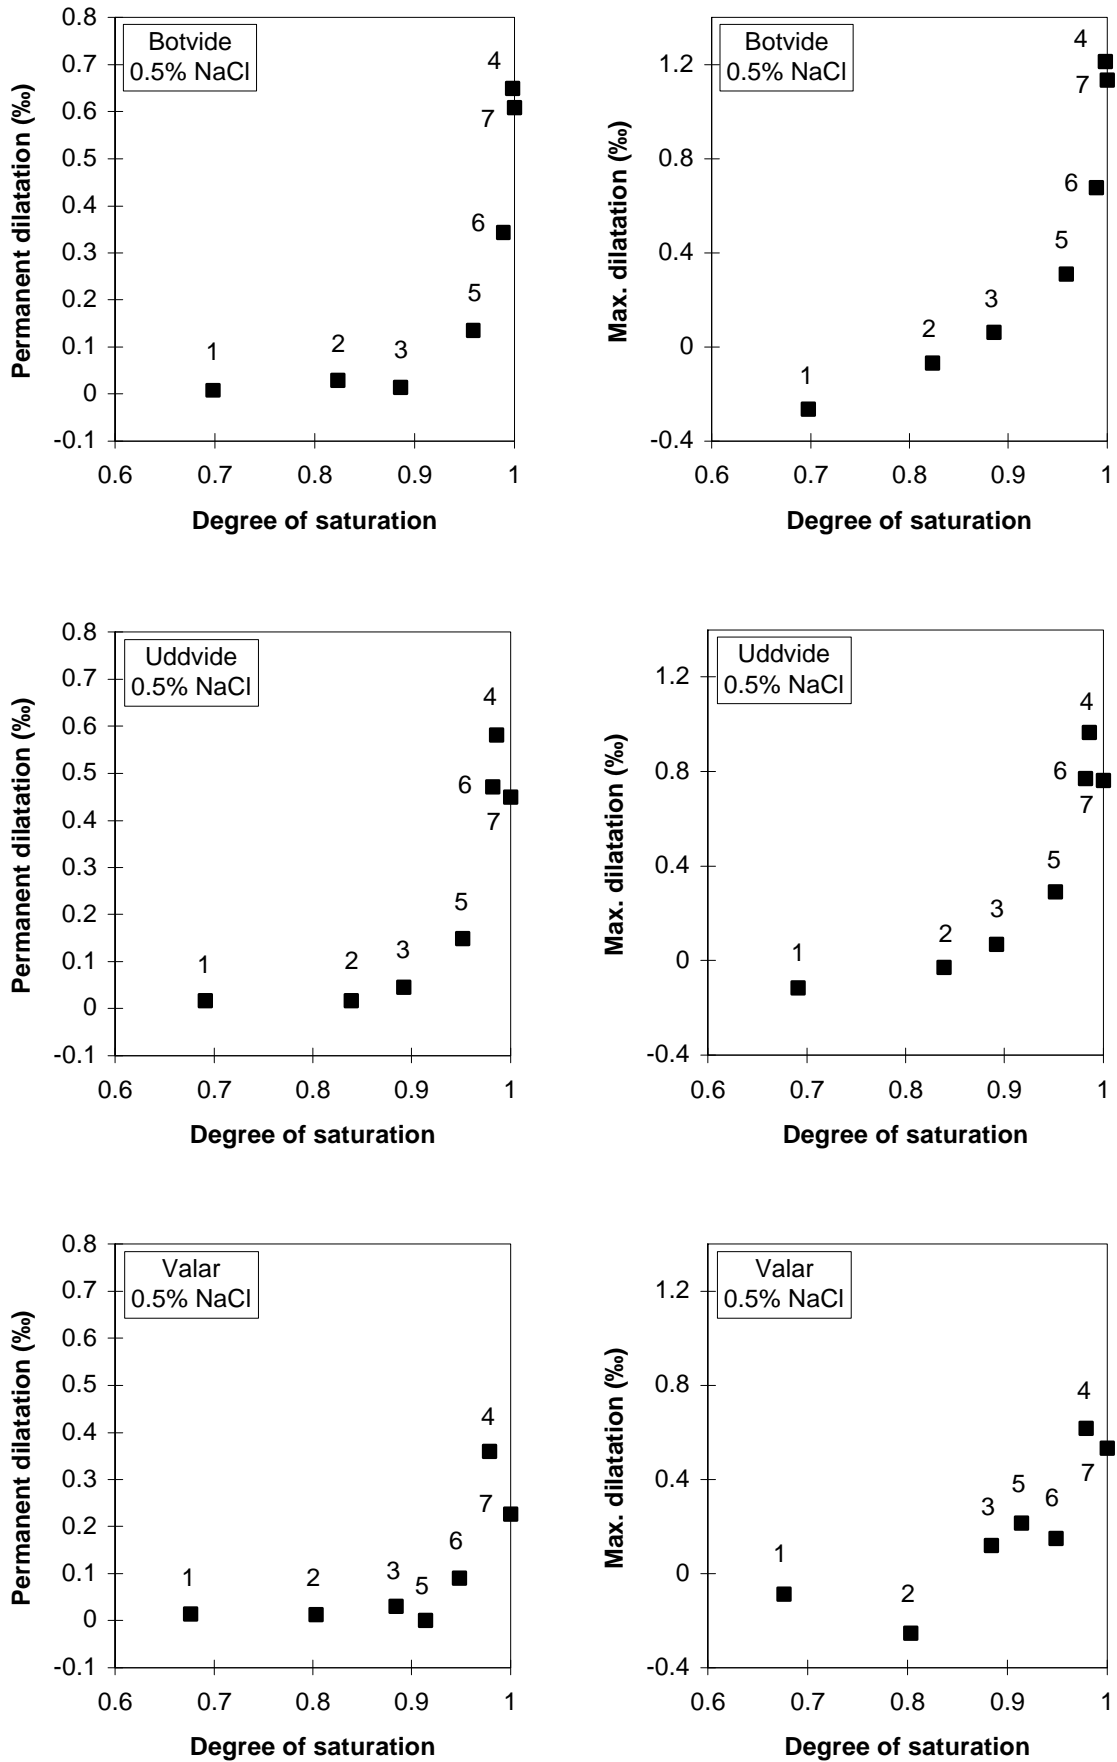 Botvide
0.5% NaCl
Permanent dilatation (‰)
0.8
0.7
0.6
0.5
0.4
0.3
0.2
0.1
0
-0.1
1
2
3
5
6
4
7
0.6 0.7 0.8 0.9 1
Degree of saturation
Botvide
0.5% NaCl
Max. dilatation (‰)
1.2
0.8
0.4
0
-0.4
1
2
3
5
6
4
7
0.6 0.7 0.8 0.9 1
Degree of saturation
Uddvide
0.5% NaCl
Permanent dilatation (‰)
0.8
0.7
0.6
0.5
0.4
0.3
0.2
0.1
0
-0.1
1
2
3
5
6
4
7
0.6 0.7 0.8 0.9 1
Degree of saturation
Uddvide
0.5% NaCl
Max. dilatation (‰)
1.2
0.8
0.4
0
-0.4
1
2
3
5
6
4
7
0.6 0.7 0.8 0.9 1
Degree of saturation
Valar
0.5% NaCl
Permanent dilatation (‰)
0.8
0.7
0.6
0.5
0.4
0.3
0.2
0.1
0
-0.1
1
2
3
5
6
4
7
0.6 0.7 0.8 0.9 1
Degree of saturation
Valar
0.5% NaCl
Max. dilatation (‰)
1.2
0.8
0.4
0
-0.4
1
2
3
5
6
4
7
0.6 0.7 0.8 0.9 1
Degree of saturation